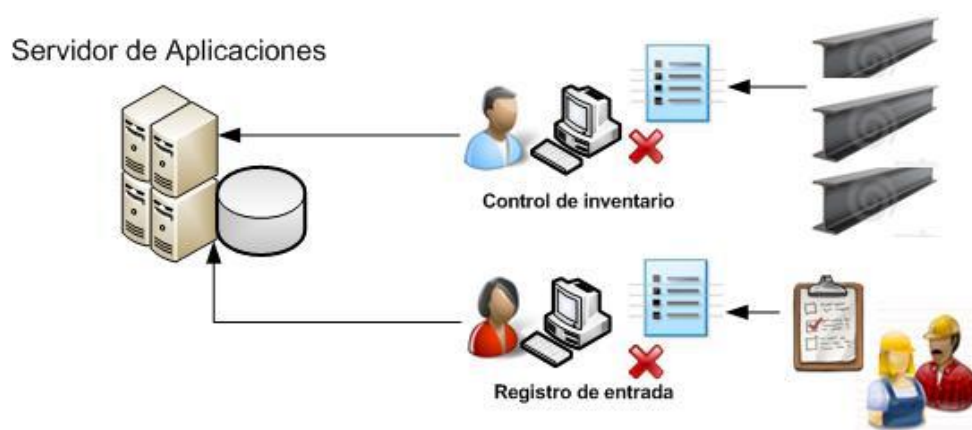 Servidor de Aplicaciones
Control de inventario
Registro de entrada